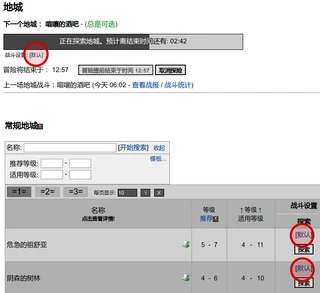 地城
下一个地城： 喧嚷的酒吧 - (总是可选)
正在探索地城。预计离结束时间还有: 02:42
战斗设置: [默认]
冒险将结束于： 12:57 冒险提前结束于时间 12:57 取消探险
上一场地城战斗：喧嚷的酒吧 (今天 06:02 - 查看战报 / 战斗统计)
常规地城
名称: [开始搜索] 收起
模板...
推荐等级: -
适用等级: -
=1= =2= =3= 每页显示: 10 √ X
名称
点击查看详情!
等级
推荐
↑ 等级 ↑
适用等级
战斗设置
探索
危急的祖舒亚 5 - 7 4 - 11 [默认]
探索
阴森的树林 4 - 6 4 - 10 [默认]
探索